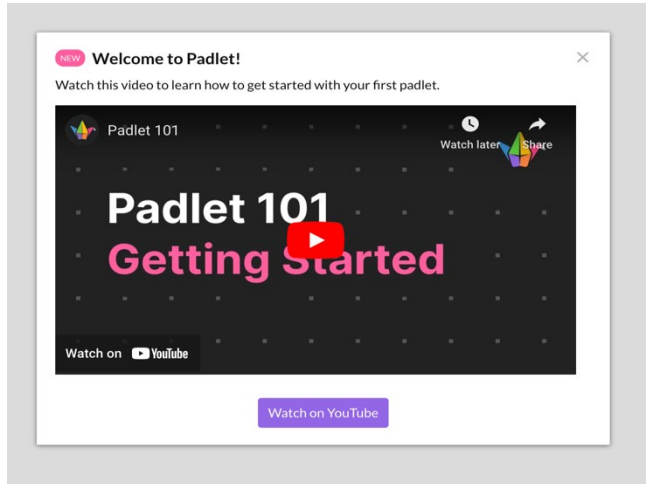 NEW Welcome to Padlet!
Watch this video to learn how to get started with your first padlet.
Padlet 101
Watch later Share
Padlet 101
Getting Started
Watch on YouTube
Watch on YouTube